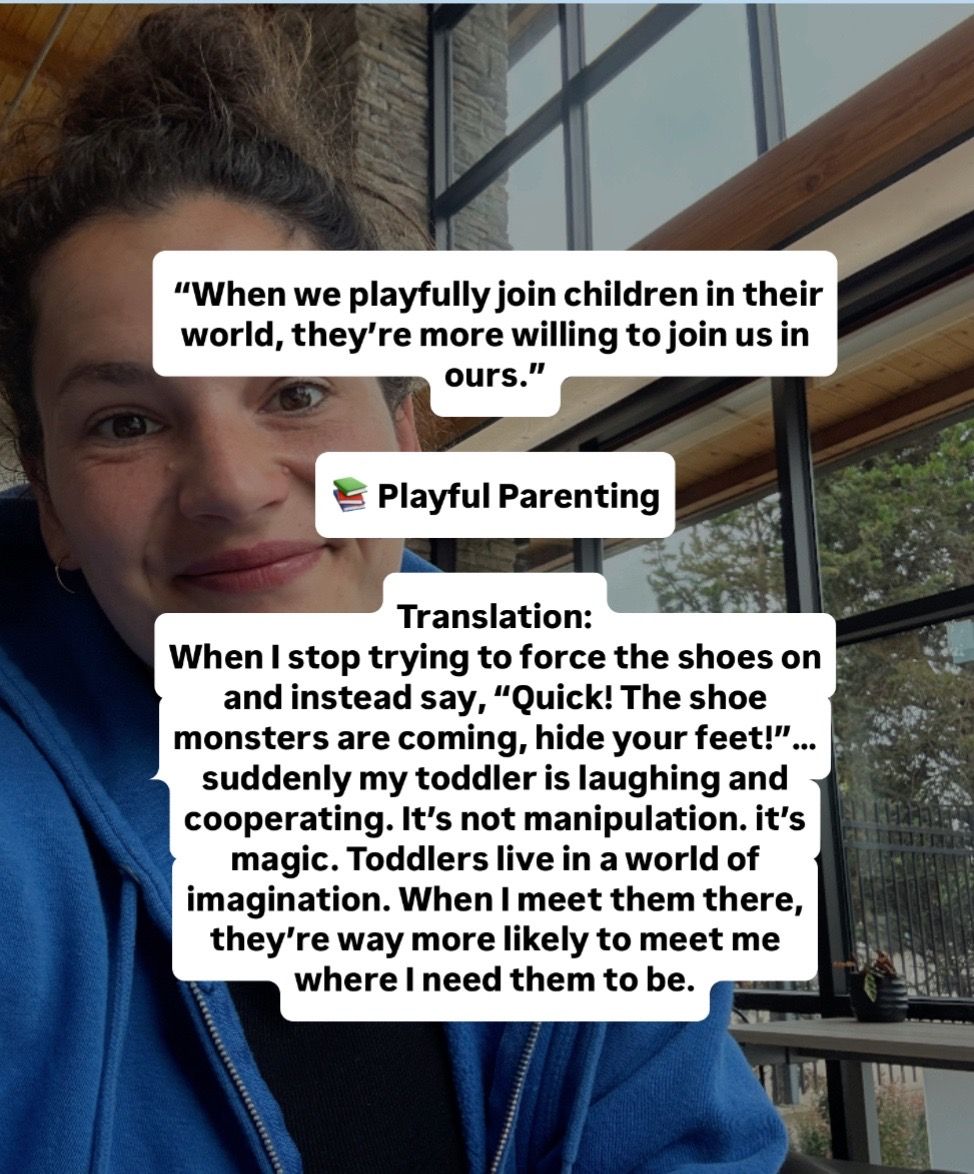 “When we playfully join children in their
world, they’re more willing to join us in
ours.”
📚 Playful Parenting
Translation:
When I stop trying to force the shoes on
and instead say, “Quick! The shoe
monsters are coming, hide your feet!”...
suddenly my toddler is laughing and
cooperating. It’s not manipulation. it’s
magic. Toddlers live in a world of
imagination. When I meet them there,
they’re way more likely to meet me
where I need them to be.